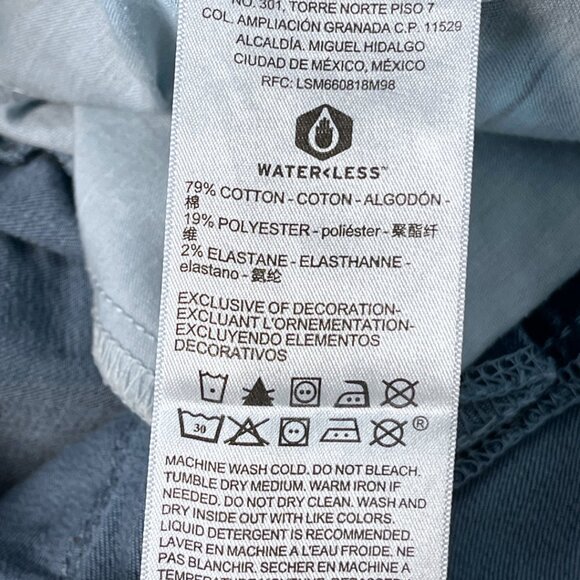 NO. 301, TORRE NORTE PISO 7
COL. AMPLIACIÓN GRANADA C.P. 11529
ALCALDÍA. MIGUEL HIDALGO
CIUDAD DE MÉXICO, MÉXICO
RFC: LSM660818M98
WATER<LESS™
79% COTTON - COTON - ALGODÓN -
棉
19% POLYESTER - poliéster - 聚酯纤
维
2% ELASTANE - ELASTHANNE -
elastano - 氨纶
EXCLUSIVE OF DECORATION-
EXCLUANT L'ORNEMENTATION-
EXCLUYENDO ELEMENTOS
DECORATIVOS
30 ®
MACHINE WASH COLD. DO NOT BLEACH.
TUMBLE DRY MEDIUM. WARM IRON IF
NEEDED. DO NOT DRY CLEAN. WASH AND
DRY INSIDE OUT WITH LIKE COLORS.
LIQUID DETERGENT IS RECOMMENDED.
LAVER EN MACHINE A L'EAU FROIDE. NE
PAS BLANCHIR. SECHER EN MACHINE A